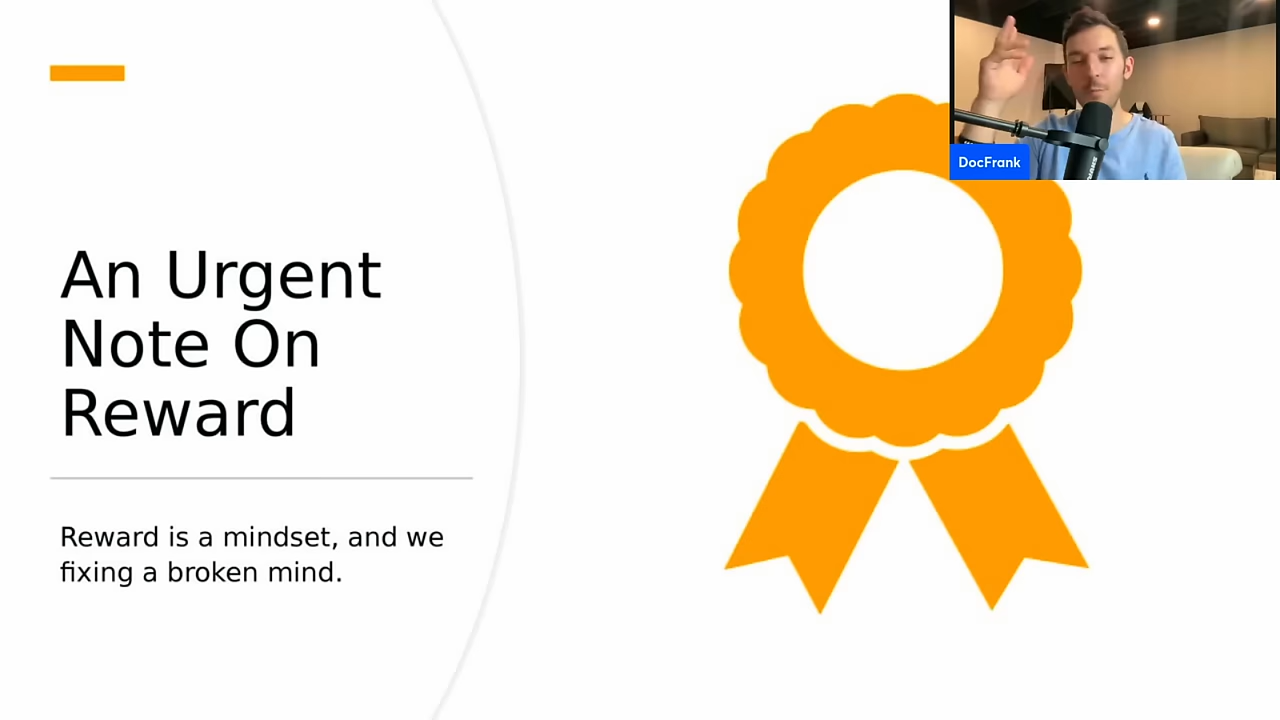 An Urgent
Note On
Reward
Reward is a mindset, and we
fixing a broken mind.
DocFrank